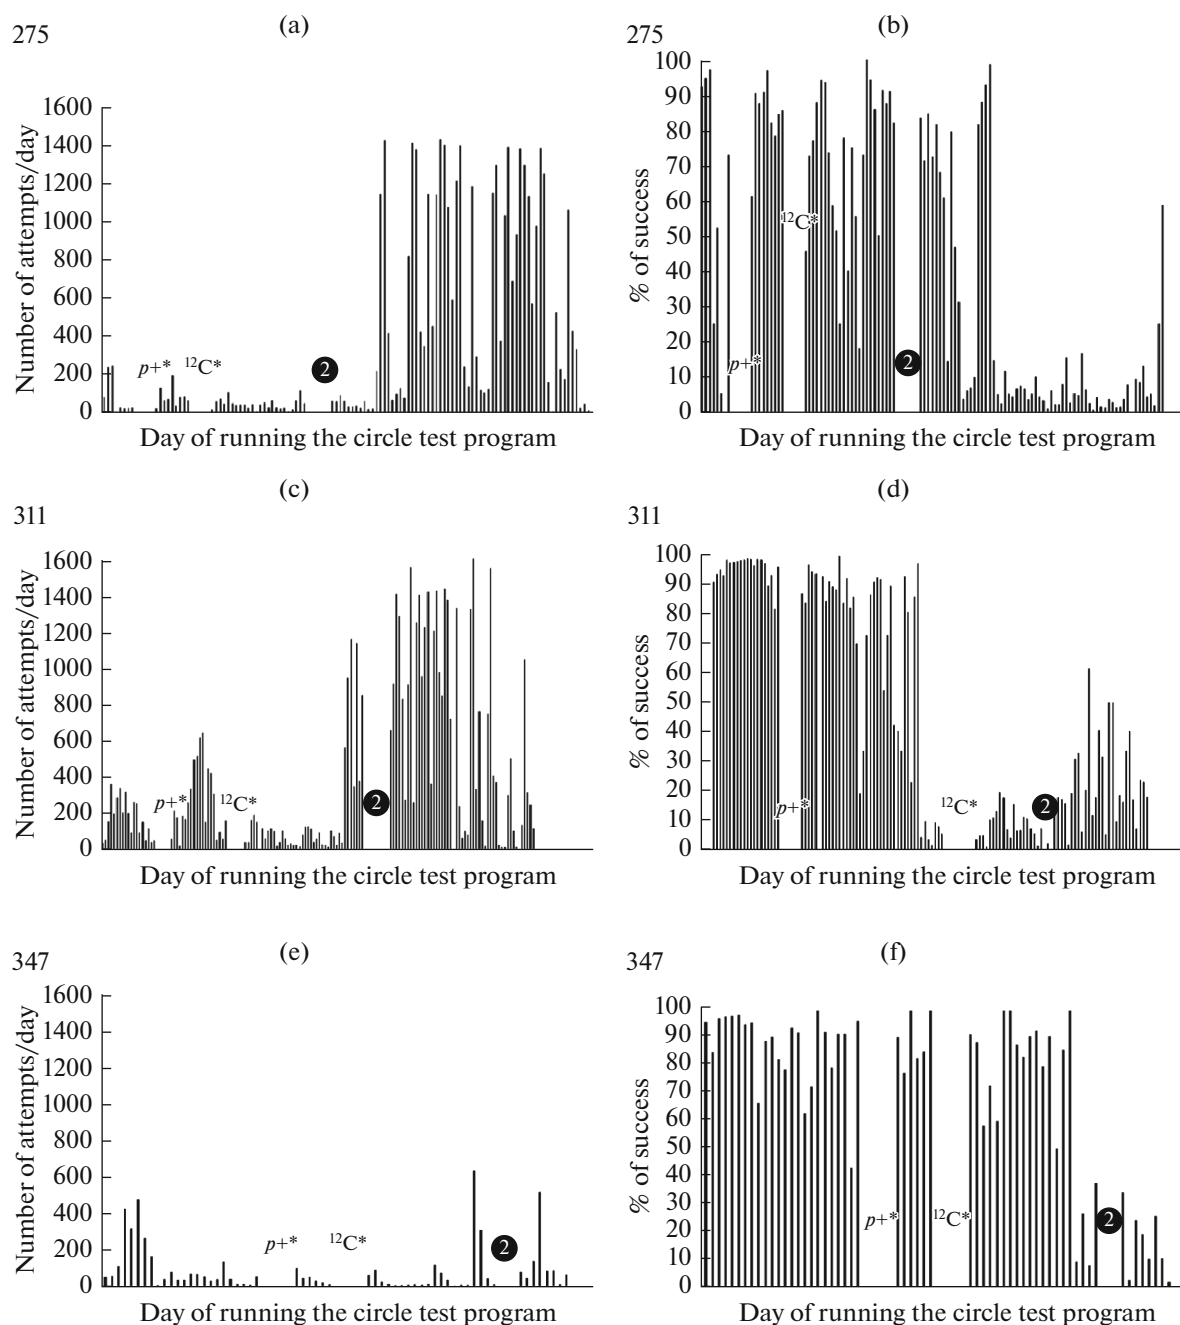 275 (a)
Number of attempts/day
1600
1400
1200
1000
800
600
400
200
0
p+* ¹²C* 2
Day of running the circle test program
275 (b)
% of success
100
90
80
70
60
50
40
30
20
10
0
p+* ¹²C* 2
Day of running the circle test program
311 (c)
Number of attempts/day
1600
1400
1200
1000
800
600
400
200
0
p+* ¹²C* 2
Day of running the circle test program
311 (d)
% of success
100
90
80
70
60
50
40
30
20
10
0
p+* ¹²C* 2
Day of running the circle test program
347 (e)
Number of attempts/day
1600
1400
1200
1000
800
600
400
200
0
p+* ¹²C* 2
Day of running the circle test program
347 (f)
% of success
100
90
80
70
60
50
40
30
20
10
0
p+* ¹²C* 2
Day of running the circle test program